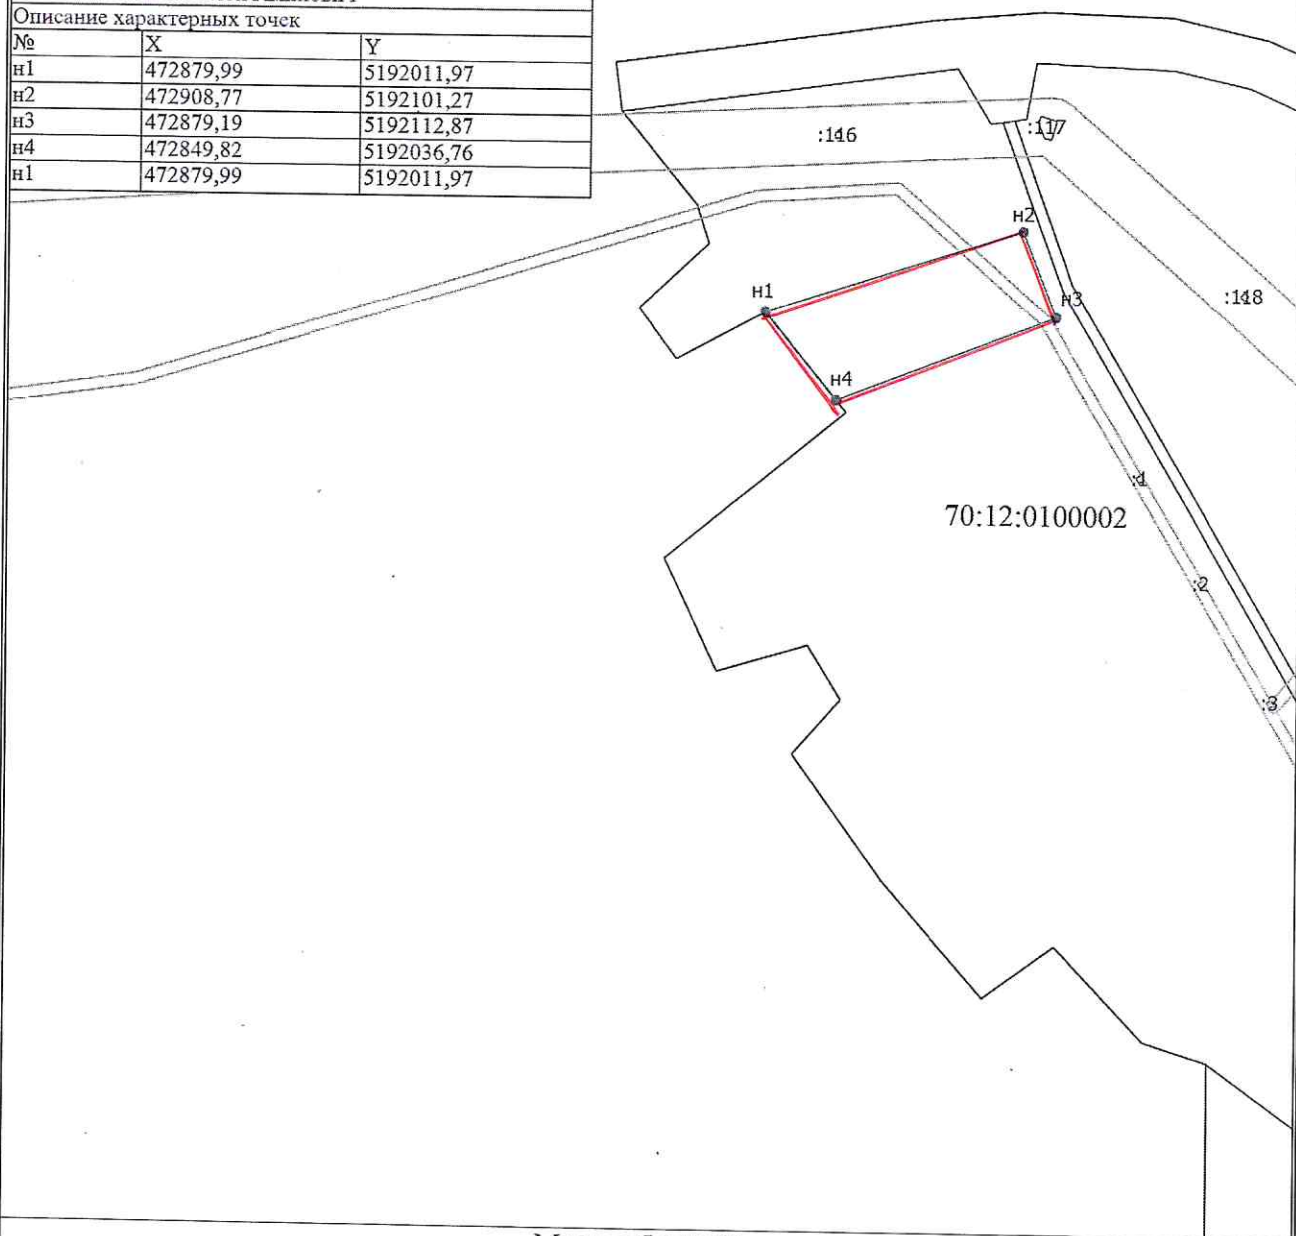 Описание характерных точек
№ X Y
н1 472879,99 5192011,97
н2 472908,77 5192101,27
н3 472879,19 5192112,87
н4 472849,82 5192036,76
н1 472879,99 5192011,97
:146
:117
н2
н1
н3
:148
н4
:1
70:12:0100002
:2
:3